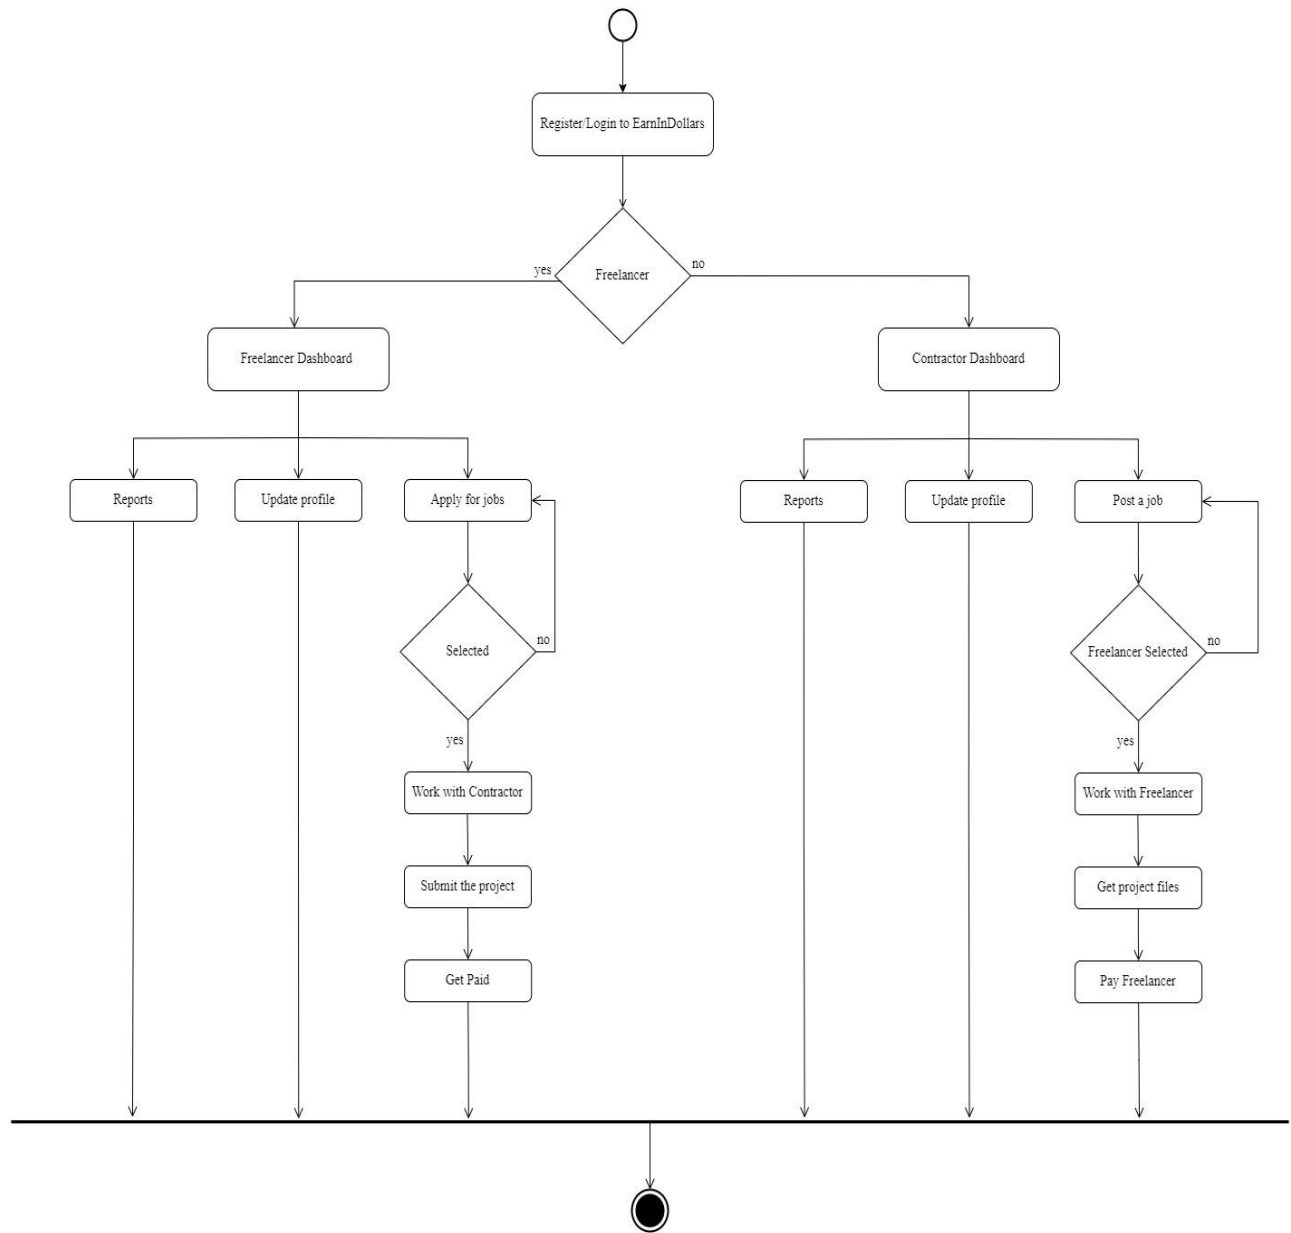 Register/Login to EarnInDollars
Freelancer
yes
no
Freelancer Dashboard
Contractor Dashboard
Reports
Update profile
Apply for jobs
Reports
Update profile
Post a job
Selected
no
Freelancer Selected
no
yes
yes
Work with Contractor
Work with Freelancer
Submit the project
Get project files
Get Paid
Pay Freelancer